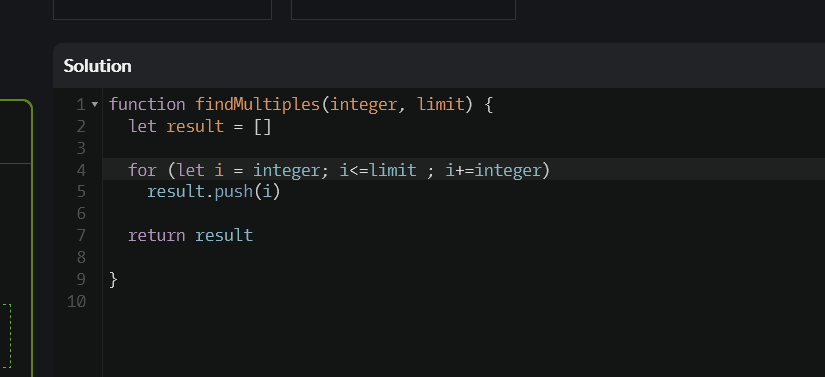 Solution
1 function findMultiples(integer, limit) {
2 let result = []
3
4 for (let i = integer; i<=limit ; i+=integer)
5 result.push(i)
6
7 return result
8
9 }
10